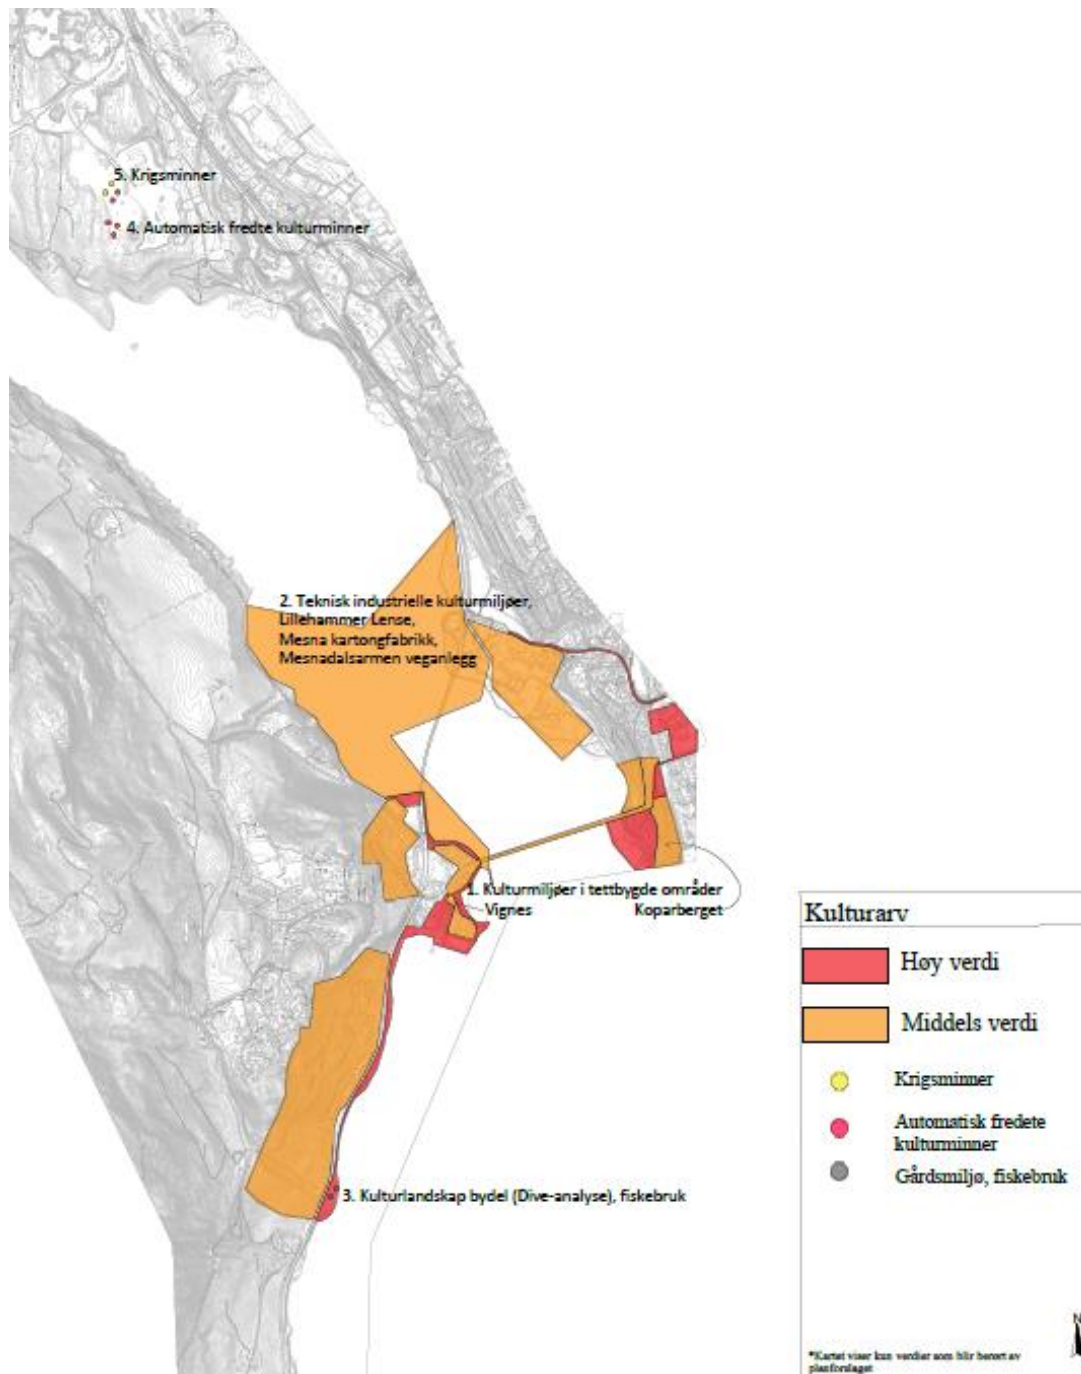 5. Krigsminner
4. Automatisk fredte kulturminner
2. Teknisk industrielle kulturmiljøer,
Lillehammer Lense,
Mesna kartongfabrikk,
Mesnadalsarmen veganlegg
1. Kulturmiljøer i tettbygde områder
Vignes Koparberget
3. Kulturlandskap bydel (Dive-analyse), fiskebruk
Kulturarv
Høy verdi
Middels verdi
Krigsminner
Automatisk fredete
kulturminner
Gårdsmiljø, fiskebruk
N
*Kartet viser kun verdier som blir berørt av
planforslaget